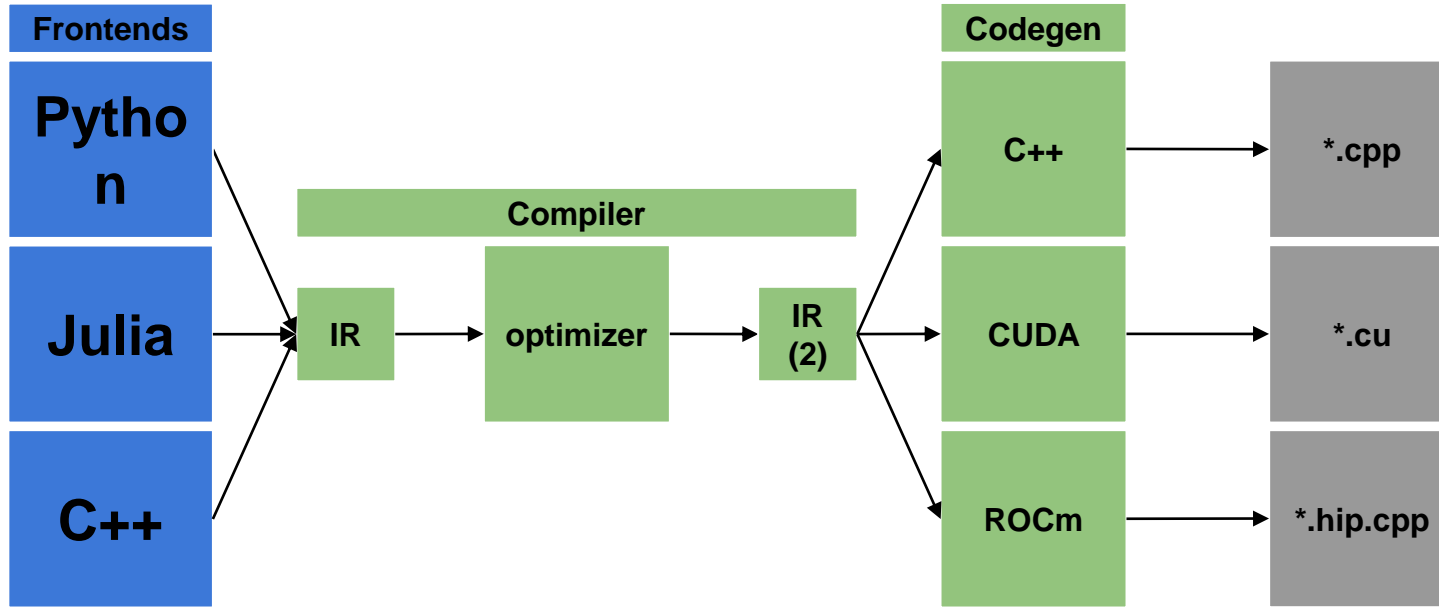 Frontends
Pytho
n
Julia
C++
Compiler
IR
optimizer
IR
(2)
Codegen
C++
CUDA
ROCm
*.cpp
*.cu
*.hip.cpp